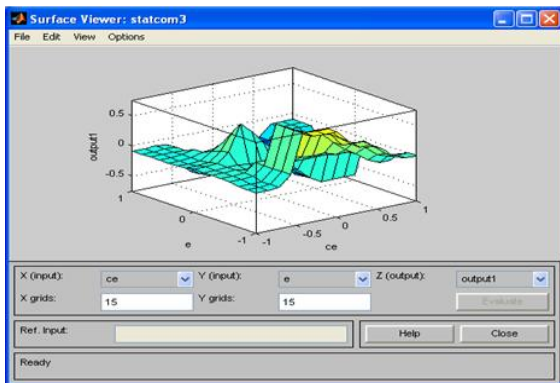 Surface Viewer: statcom3
File Edit View Options
0.5
0
-0.5
output1
1
0
-1
e
-1
-0.5
0
0.5
1
ce
X (input): ce Y (input): e Z (output): output1
X grids: 15 Y grids: 15 Evaluate
Ref. Input: Help Close
Ready